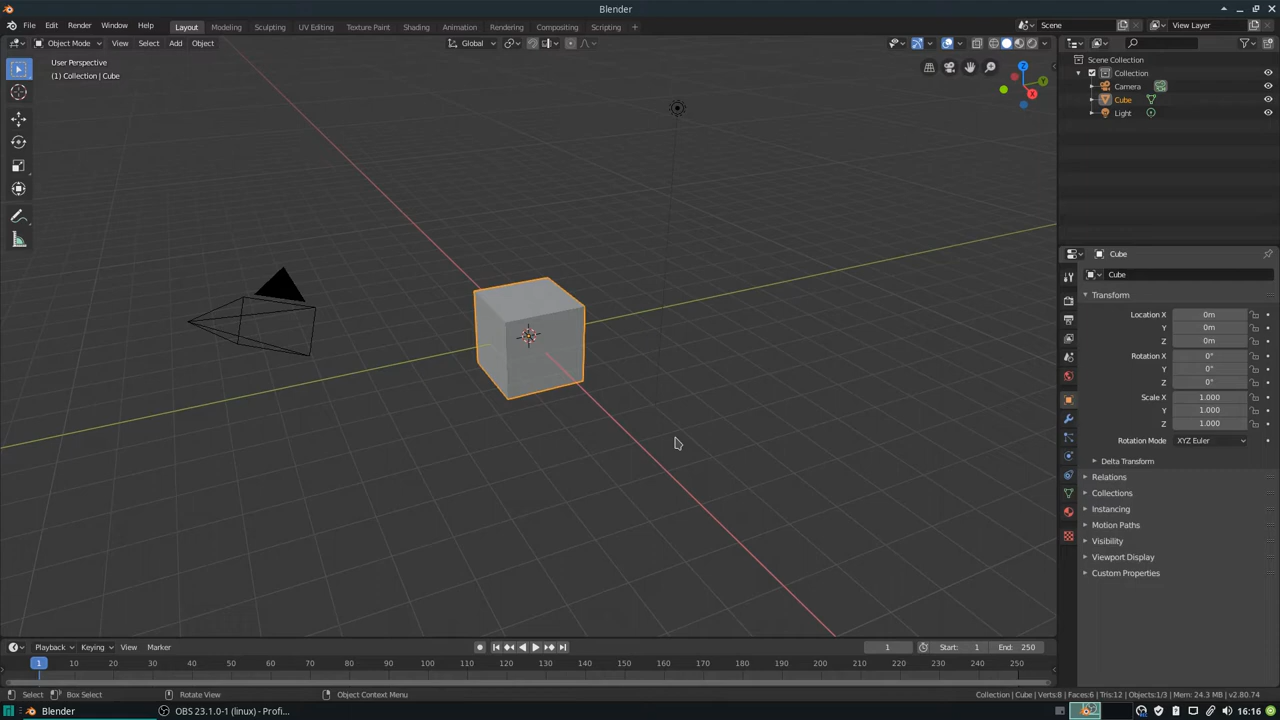 Blender
File Edit Render Window Help
Layout Modeling Sculpting UV Editing Texture Paint Shading Animation Rendering Compositing Scripting +
Scene
View Layer
Object Mode View Select Add Object
Global
User Perspective
(1) Collection | Cube
Z
Y
X
Scene Collection
Collection
Camera
Cube
Light
Cube
Cube
Transform
Location X 0m
Y 0m
Z 0m
Rotation X 0°
Y 0°
Z 0°
Scale X 1.000
Y 1.000
Z 1.000
Rotation Mode XYZ Euler
Delta Transform
Relations
Collections
Instancing
Motion Paths
Visibility
Viewport Display
Custom Properties
Playback Keying View Marker
1 Start: 1 End: 250
1 10 20 30 40 50 60 70 80 90 100 110 120 130 140 150 160 170 180 190 200 210 220 230 240 250
Select Box Select Rotate View Object Context Menu
Collection | Cube | Verts:8 | Faces:6 | Tris:12 | Objects:1/3 | Mem: 24.3 MB | v2.80.74
Blender OBS 23.1.0-1 (linux) - Profi...
16:16